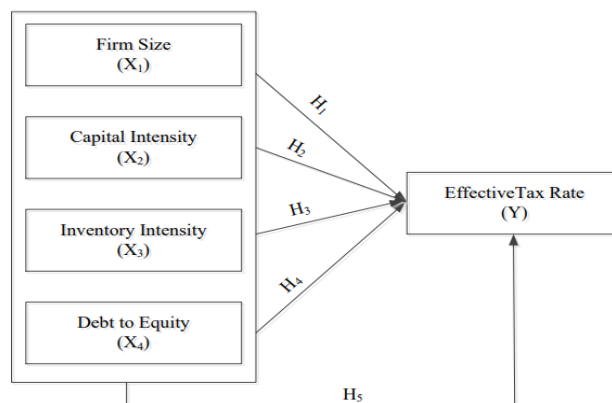 Firm Size
(X₁)
H₁
Capital Intensity
(X₂)
H₂
EffectiveTax Rate
(Y)
Inventory Intensity
(X₃)
H₃
H₄
Debt to Equity
(X₄)
H₅